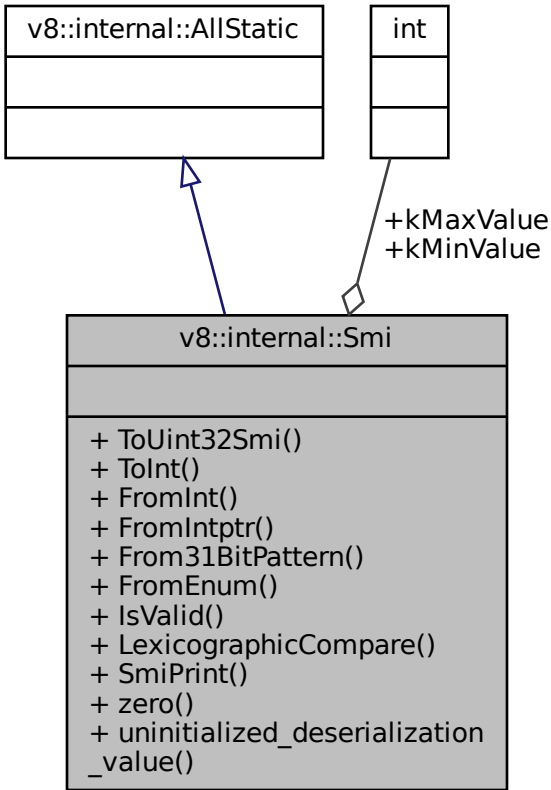 v8::internal::AllStatic
int
+kMaxValue
+kMinValue
v8::internal::Smi
+ ToUint32Smi()
+ ToInt()
+ FromInt()
+ FromIntptr()
+ From31BitPattern()
+ FromEnum()
+ IsValid()
+ LexicographicCompare()
+ SmiPrint()
+ zero()
+ uninitialized_deserialization
_value()